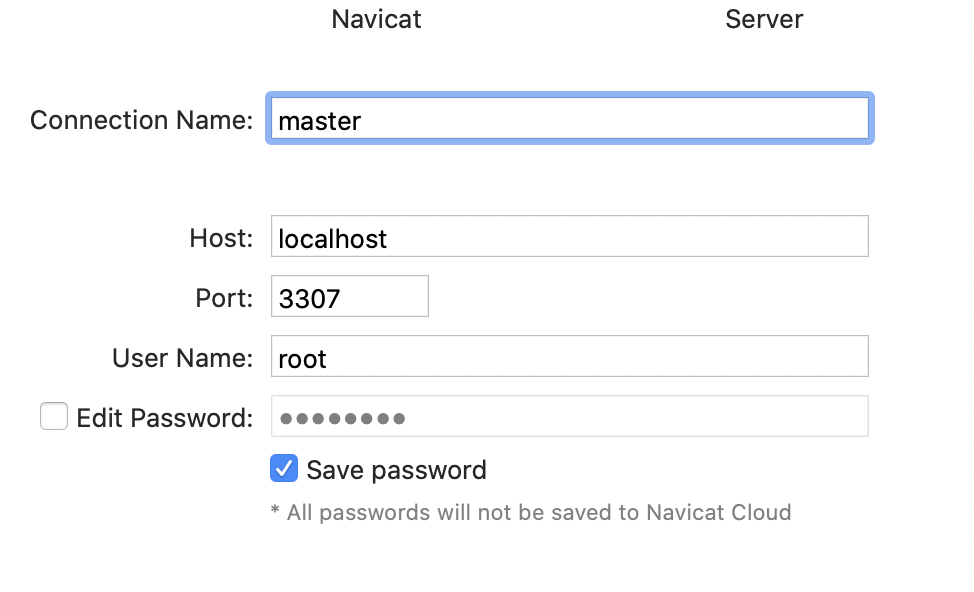 Navicat Server
Connection Name: master
Host: localhost
Port: 3307
User Name: root
Edit Password: ••••••••
Save password
* All passwords will not be saved to Navicat Cloud